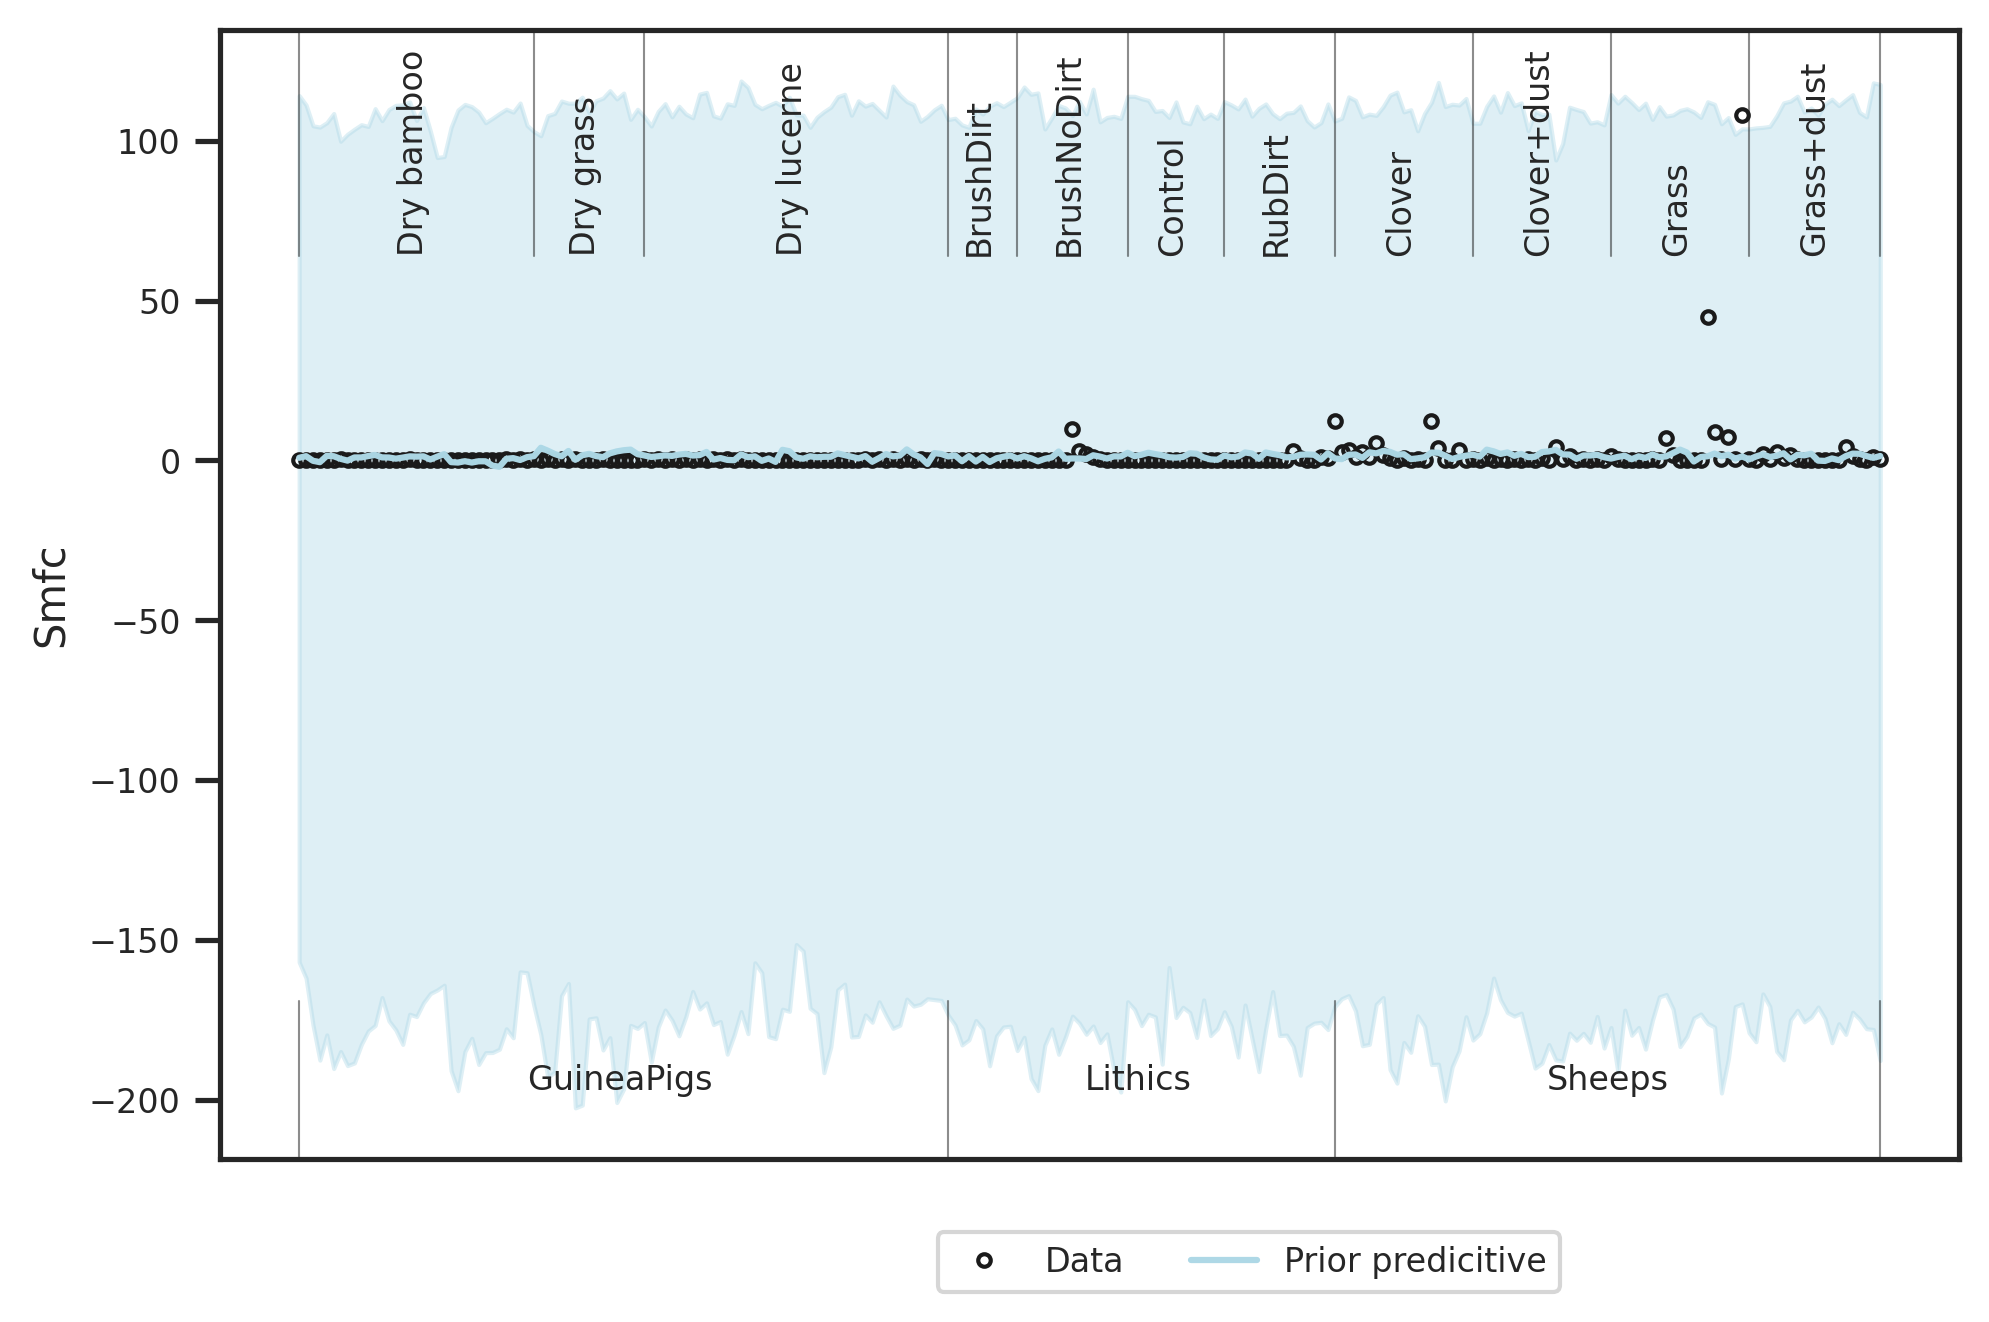 Smfc
100
50
0
−50
−100
−150
−200
Dry bamboo
Dry grass
Dry lucerne
BrushDirt
BrushNoDirt
Control
RubDirt
Clover
Clover+dust
Grass
Grass+dust
GuineaPigs
Lithics
Sheeps
Data
Prior predicitive